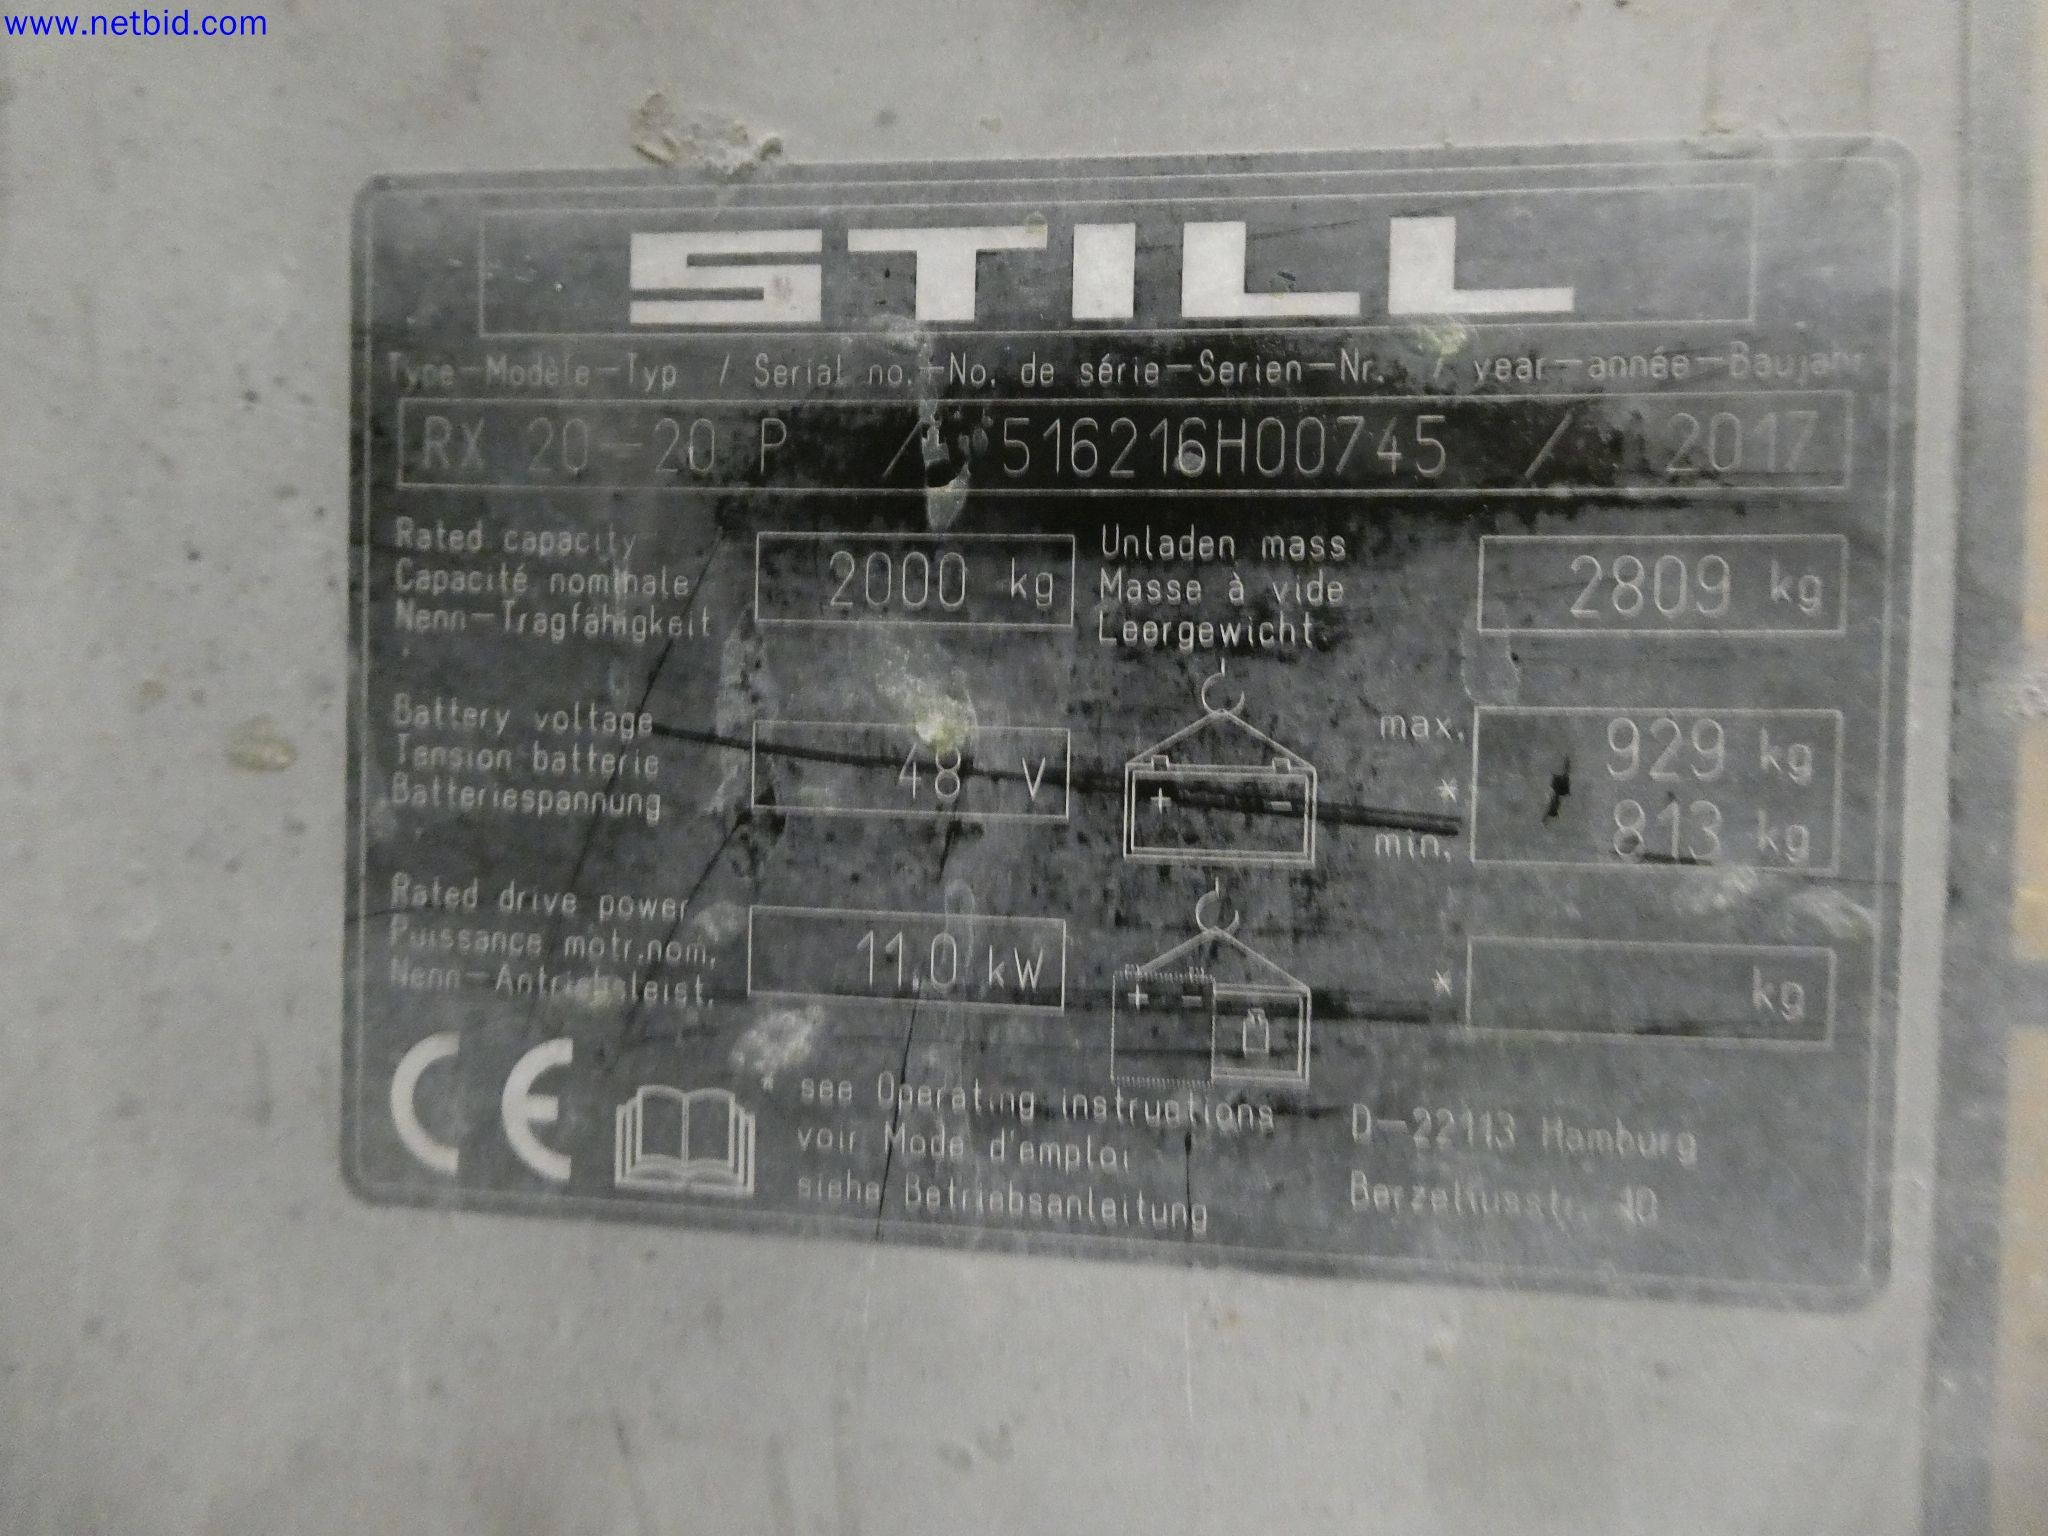 www.netbid.com
STILL
Type-Modèle-Typ / Serial no.-No. de série-Serien-Nr. / year-année-Baujahr
RX 20-20 P / 516216H00745 / 2017
Rated capacity
Capacité nominale
Nenn-Tragfähigkeit
2000 kg
Unladen mass
Masse à vide
Leergewicht
2809 kg
Battery voltage
Tension batterie
Batteriespannung
48 V
+ -
max. 929 kg
*
min. 813 kg
Rated drive power
Puissance motr.nom.
Nenn-Antriebsleist.
11.0 kW
+ -
* kg
CE
* see Operating instructions
voir Mode d'emploi
siehe Betriebsanleitung
D-22113 Hamburg
Berzeliusstr. 10